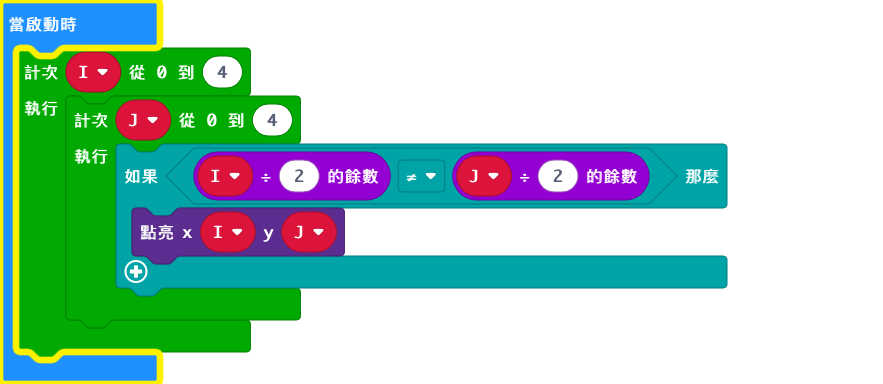 當啟動時
計次 I 從 0 到 4
執行
計次 J 從 0 到 4
執行
如果 I ÷ 2 的餘數 ≠ J ÷ 2 的餘數 那麼
點亮 x I y J